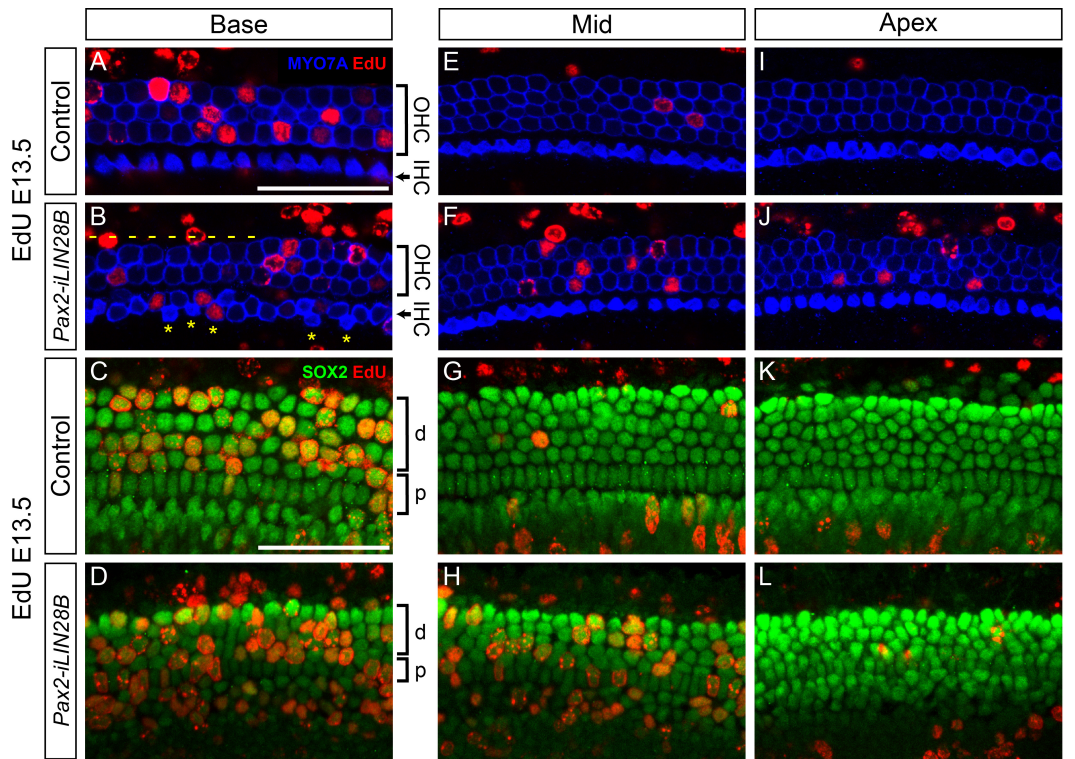 Base
Mid
Apex
EdU E13.5
Control
A
MYO7A EdU
OHC
IHC
E
I
Pax2-iLIN28B
B
* * * * *
OHC
IHC
F
J
EdU E13.5
Control
C
SOX2 EdU
d
p
G
K
Pax2-iLIN28B
D
d
p
H
L